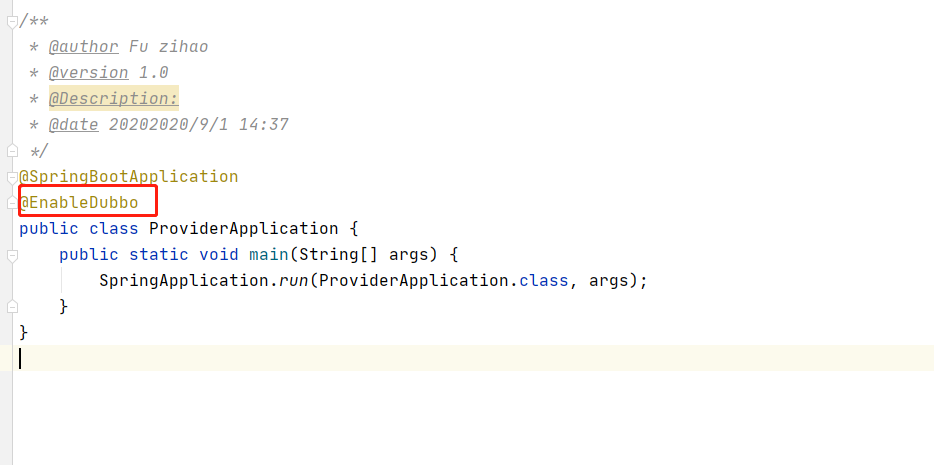 /**
 * @author Fu zihao
 * @version 1.0
 * @Description:
 * @date 20202020/9/1 14:37
 */
@SpringBootApplication
@EnableDubbo
public class ProviderApplication {
    public static void main(String[] args) {
        SpringApplication.run(ProviderApplication.class, args);
    }
}